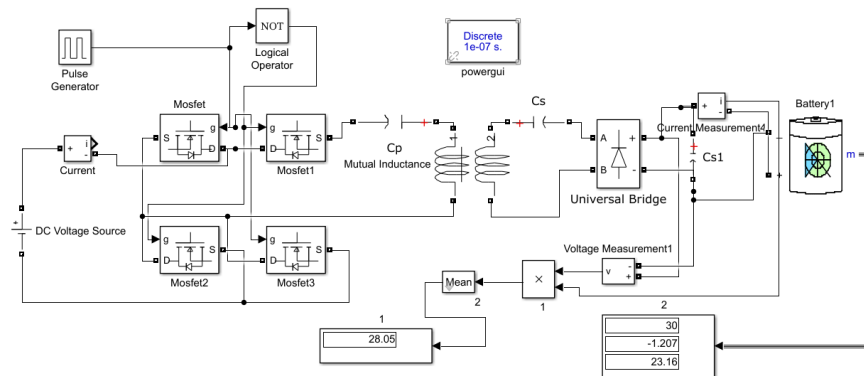 Discrete
1e-07 s.
powergui
NOT
Logical
Operator
Pulse
Generator
Mosfet
g
S
D
g
S
D
Mosfet1
+
i
-
Current
Cp
Mutual Inductance
1
2
Cs
A
B
+
-
Universal Bridge
+
i
-
Current Measurement4
Cs1
Battery1
-
+
m
+
DC Voltage Source
g
D
S
Mosfet2
g
D
S
Mosfet3
Voltage Measurement1
v
-
+
×
1
Mean
2
1
28.05
2
30
-1.207
23.16